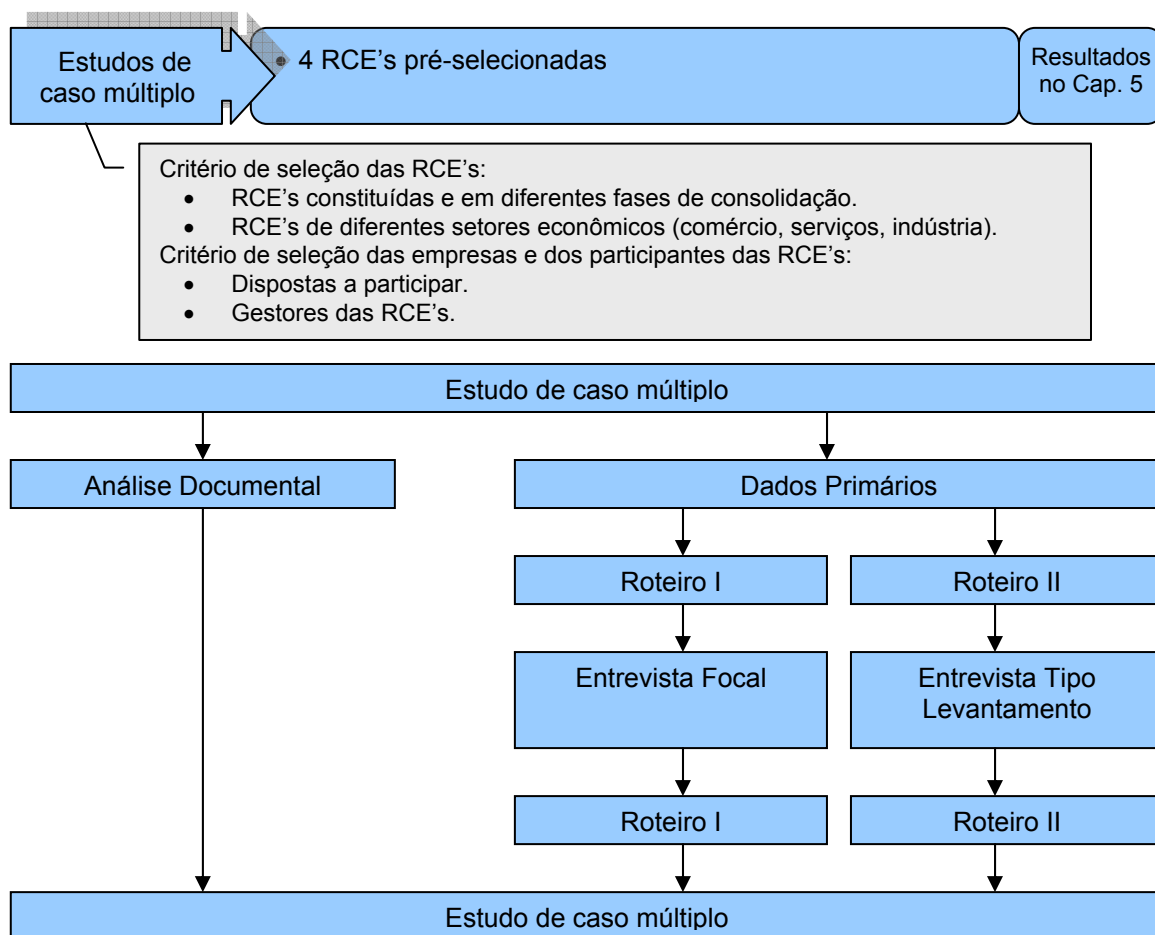 Estudos de
caso múltiplo
• 4 RCE's pré-selecionadas
Resultados
no Cap. 5
Critério de seleção das RCE's:
• RCE's constituídas e em diferentes fases de consolidação.
• RCE's de diferentes setores econômicos (comércio, serviços, indústria).
Critério de seleção das empresas e dos participantes das RCE's:
• Dispostas a participar.
• Gestores das RCE's.
Estudo de caso múltiplo
Análise Documental
Dados Primários
Roteiro I
Roteiro II
Entrevista Focal
Entrevista Tipo
Levantamento
Roteiro I
Roteiro II
Estudo de caso múltiplo